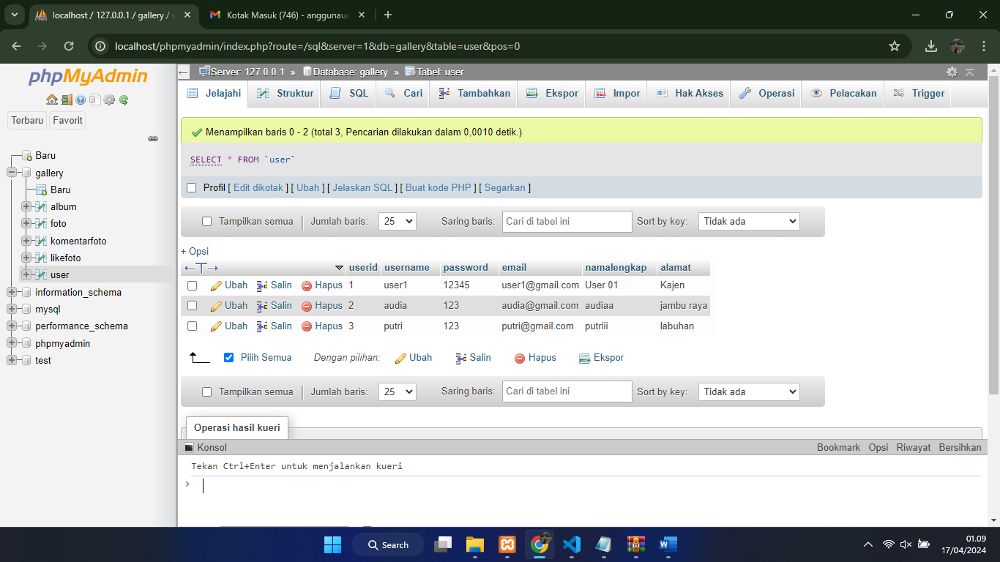 localhost / 127.0.0.1 / gallery / u
Kotak Masuk (746) - anggunaud
localhost/phpmyadmin/index.php?route=/sql&server=1&db=gallery&table=user&pos=0
phpMyAdmin
Terbaru Favorit
Baru
gallery
Baru
album
foto
komentarfoto
likefoto
user
information_schema
mysql
performance_schema
phpmyadmin
test
Server: 127.0.0.1 » Database: gallery » Tabel: user
Jelajahi Struktur SQL Cari Tambahkan Ekspor Impor Hak Akses Operasi Pelacakan Trigger
Menampilkan baris 0 - 2 (total 3, Pencarian dilakukan dalam 0,0010 detik.)
SELECT * FROM `user`
Profil [ Edit dikotak ] [ Ubah ] [ Jelaskan SQL ] [ Buat kode PHP ] [ Segarkan ]
Tampilkan semua | Jumlah baris: 25 Saring baris: Cari di tabel ini Sort by key: Tidak ada
+ Opsi
userid username password email namalengkap alamat
Ubah Salin Hapus 1 user1 12345 user1@gmail.com User 01 Kajen
Ubah Salin Hapus 2 audia 123 audia@gmail.com audiaa jambu raya
Ubah Salin Hapus 3 putri 123 putri@gmail.com putriii labuhan
Pilih Semua Dengan pilihan: Ubah Salin Hapus Ekspor
Tampilkan semua | Jumlah baris: 25 Saring baris: Cari di tabel ini Sort by key: Tidak ada
Operasi hasil kueri
Konsol Bookmark Opsi Riwayat Bersihkan
Tekan Ctrl+Enter untuk menjalankan kueri
>
Search
01.09
17/04/2024